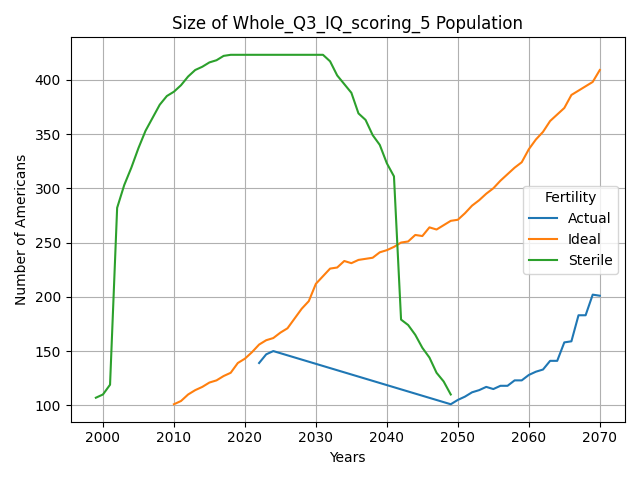 Size of Whole_Q3_IQ_scoring_5 Population
Number of Americans
400
350
300
250
200
150
100
Fertility
Actual
Ideal
Sterile
2000 2010 2020 2030 2040 2050 2060 2070
Years